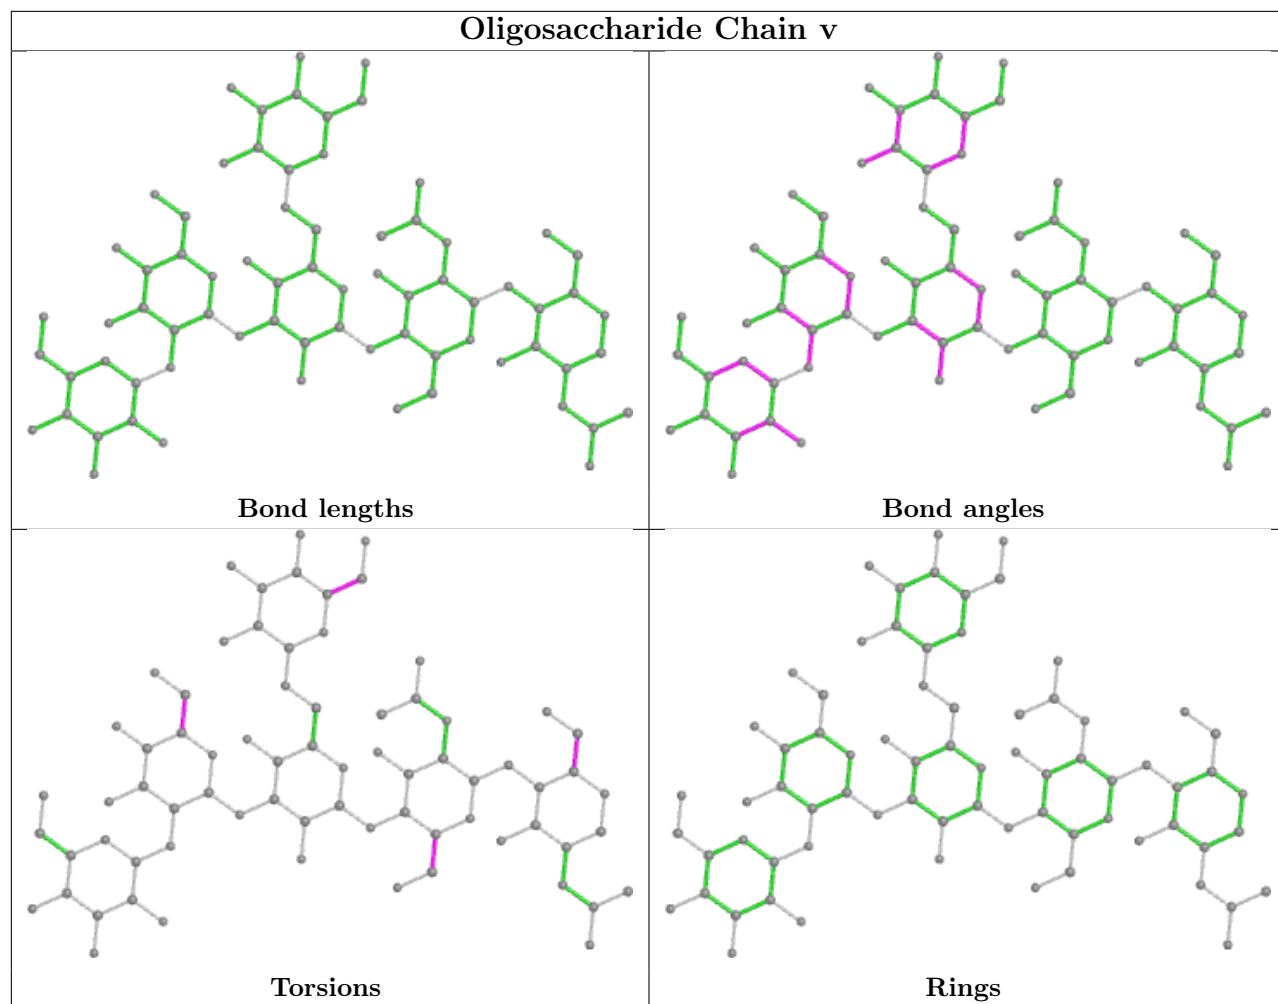 Oligosaccharide Chain v
Bond lengths
Bond angles
Torsions
Rings